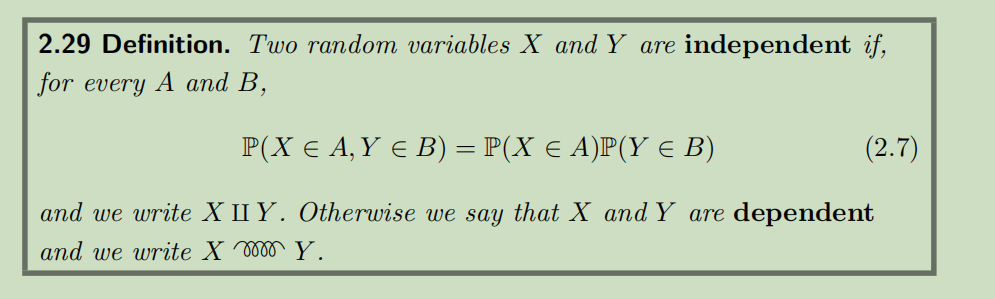 2.29 Definition. Two random variables X and Y are independent if,
for every A and B,
ℙ(X ∈ A, Y ∈ B) = ℙ(X ∈ A)ℙ(Y ∈ B) (2.7)
and we write X ⨿ Y. Otherwise we say that X and Y are dependent
and we write X ⌒⌒⌒⌒ Y.